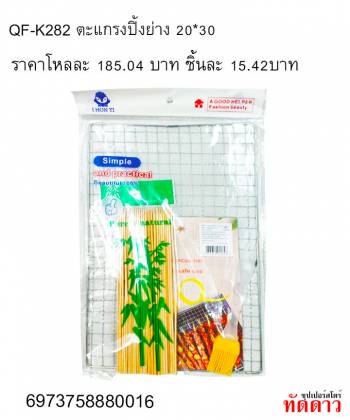 QF-K282 ตะแกรงปิ้งย่าง 20*30
ราคาโหลละ 185.04 บาท ชิ้นละ 15.42บาท
A GOOD HELPER
Fashion beauty
Simple
and practical
Beautiful
natural
6973758880016
ซุปเปอร์สโตร์
ทัดดาว